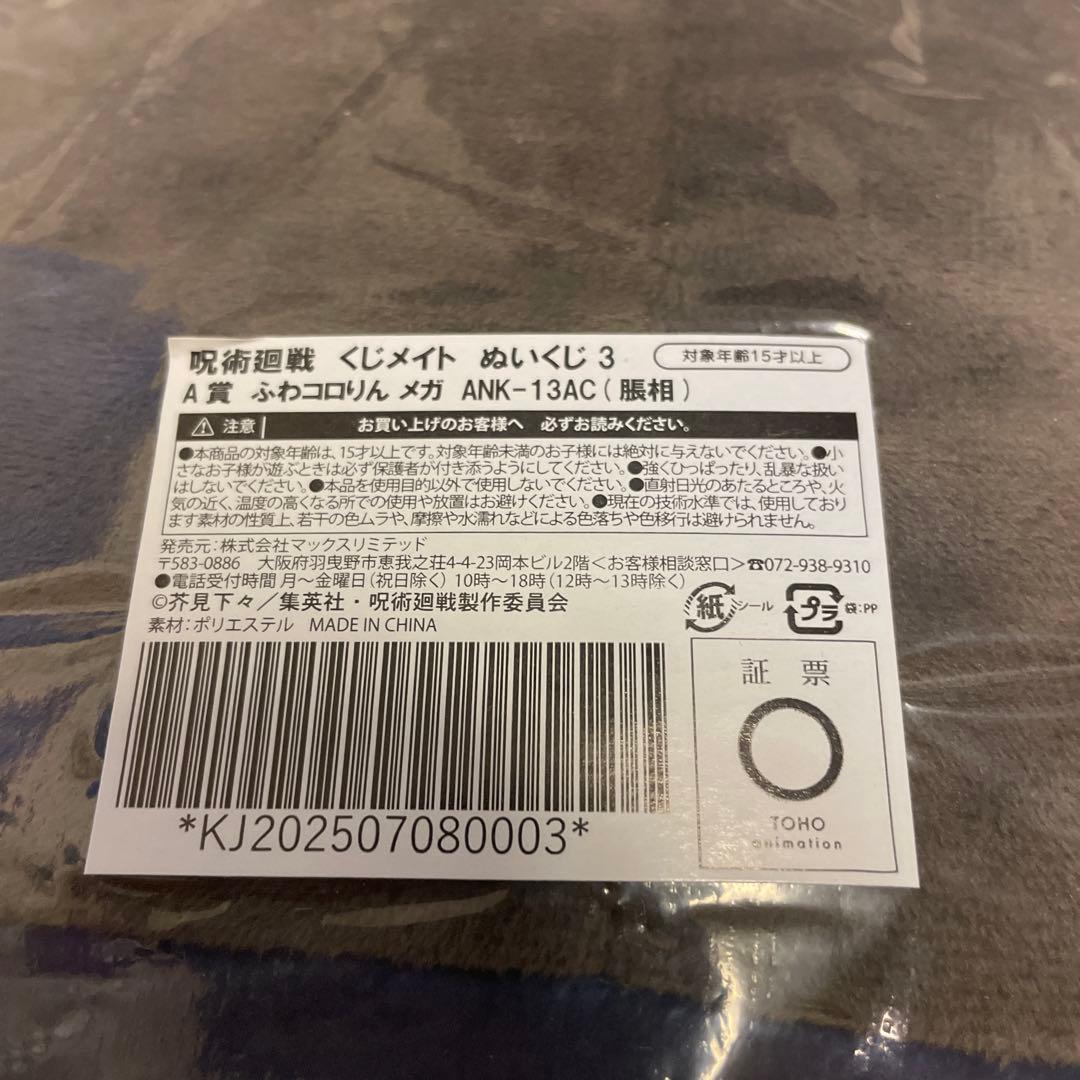 呪術廻戦 くじメイト ぬいくじ 3 対象年齢15才以上
A賞 ふわコロりん メガ ANK-13AC(脹相)
注意 お買い上げのお客様へ 必ずお読みください。
●本商品の対象年齢は、15才以上です。対象年齢未満のお子様には絶対に与えないでください。●小
さなお子様が遊ぶときは必ず保護者が付き添うようにしてください。●強くひっぱったり、乱暴な扱い
はしないでください。●本品を使用目的以外で使用しないでください。●直射日光のあたるところや、火
気の近く、温度の高くなる所での使用や放置はお避けください。●現在の技術水準では、使用しており
ます素材の性質上、若干の色ムラや、摩擦や水濡れなどによる色落ちや色移行は避けられません。
発売元:株式会社マックスリミテッド
〒583-0886 大阪府羽曳野市恵我之荘4-4-23岡本ビル2階<お客様相談窓口>☎072-938-9310
●電話受付時間 月～金曜日(祝日除く) 10時～18時(12時～13時除く)
©芥見下々／集英社・呪術廻戦製作委員会
紙 シール プラ 袋:PP
素材:ポリエステル MADE IN CHINA
証票
TOHO
animation
*KJ202507080003*